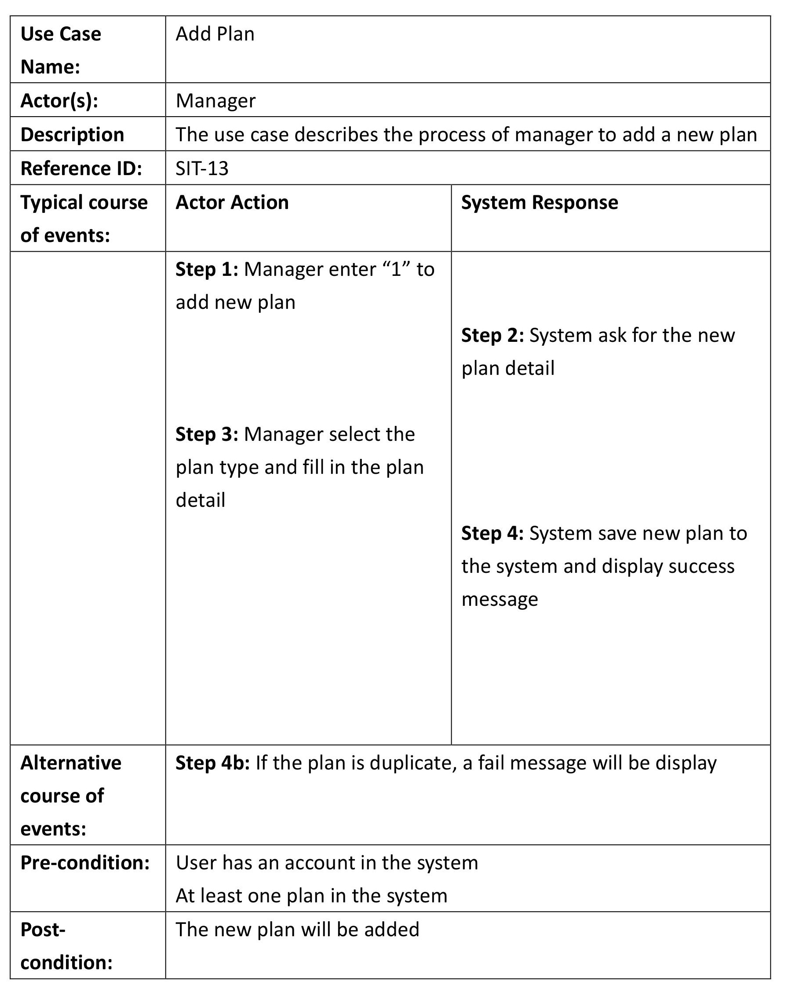 Use Case
Name:
Add Plan
Actor(s):
Manager
Description
The use case describes the process of manager to add a new plan
Reference ID:
SIT-13
Typical course
of events:
Actor Action
System Response
Step 1: Manager enter “1” to
add new plan
Step 2: System ask for the new
plan detail
Step 3: Manager select the
plan type and fill in the plan
detail
Step 4: System save new plan to
the system and display success
message
Alternative
course of
events:
Step 4b: If the plan is duplicate, a fail message will be display
Pre-condition:
User has an account in the system
At least one plan in the system
Post-
condition:
The new plan will be added